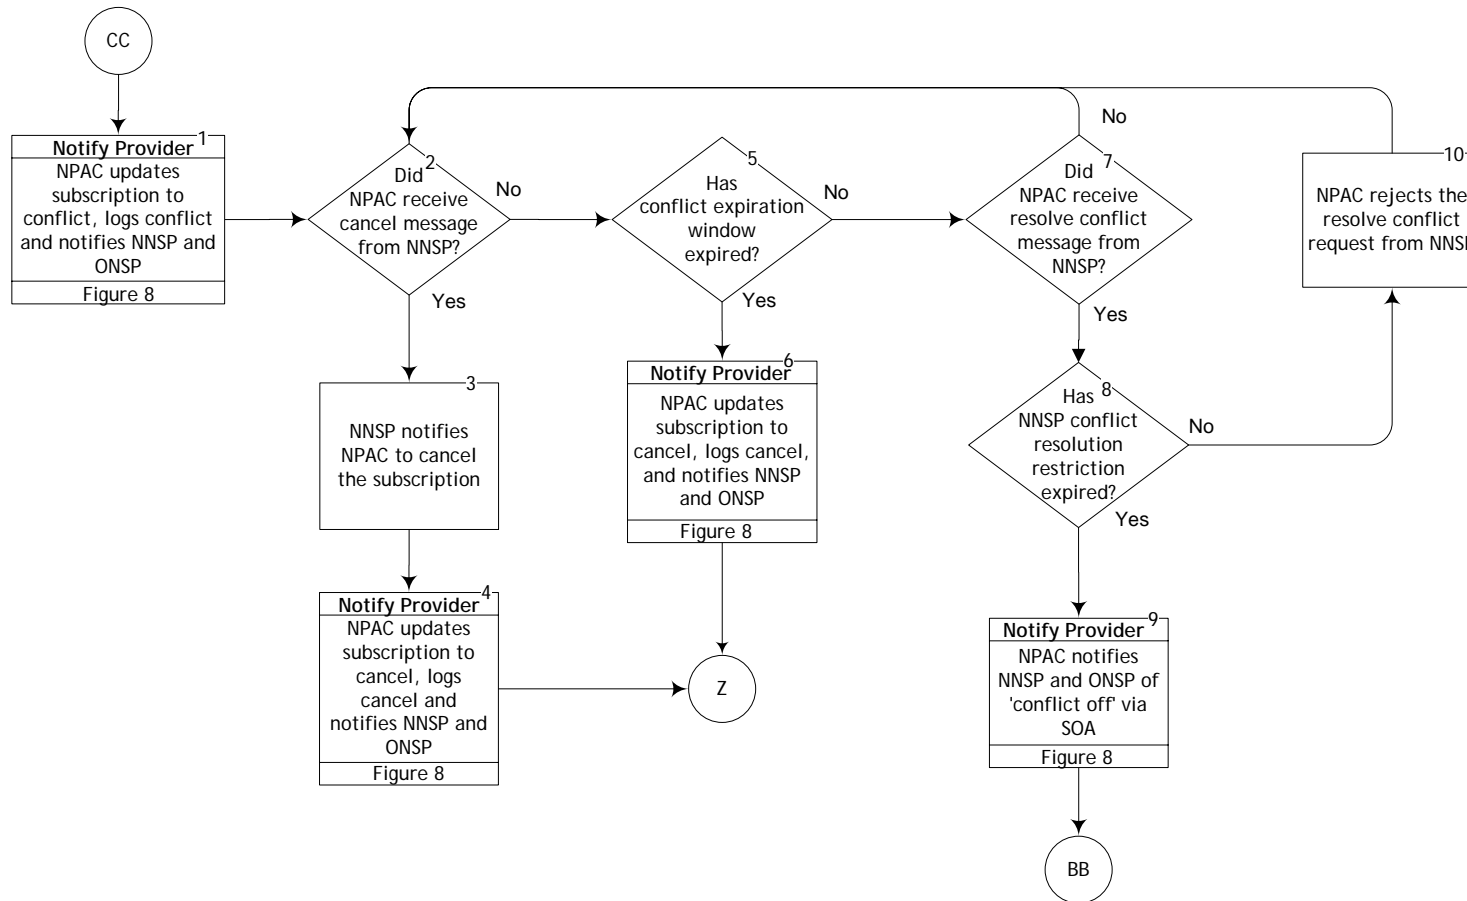 CC
1
Notify Provider
NPAC updates
subscription to
conflict, logs conflict
and notifies NNSP and
ONSP
Figure 8
2
Did
NPAC receive
cancel message
from NNSP?
No
Yes
3
NNSP notifies
NPAC to cancel
the subscription
4
Notify Provider
NPAC updates
subscription to
cancel, logs
cancel and
notifies NNSP and
ONSP
Figure 8
5
Has
conflict expiration
window
expired?
No
Yes
6
Notify Provider
NPAC updates
subscription to
cancel, logs cancel,
and notifies NNSP
and ONSP
Figure 8
Z
7
Did
NPAC receive
resolve conflict
message from
NNSP?
No
Yes
8
Has
NNSP conflict
resolution
restriction
expired?
No
Yes
9
Notify Provider
NPAC notifies
NNSP and ONSP of
'conflict off' via
SOA
Figure 8
BB
10
NPAC rejects the
resolve conflict
request from